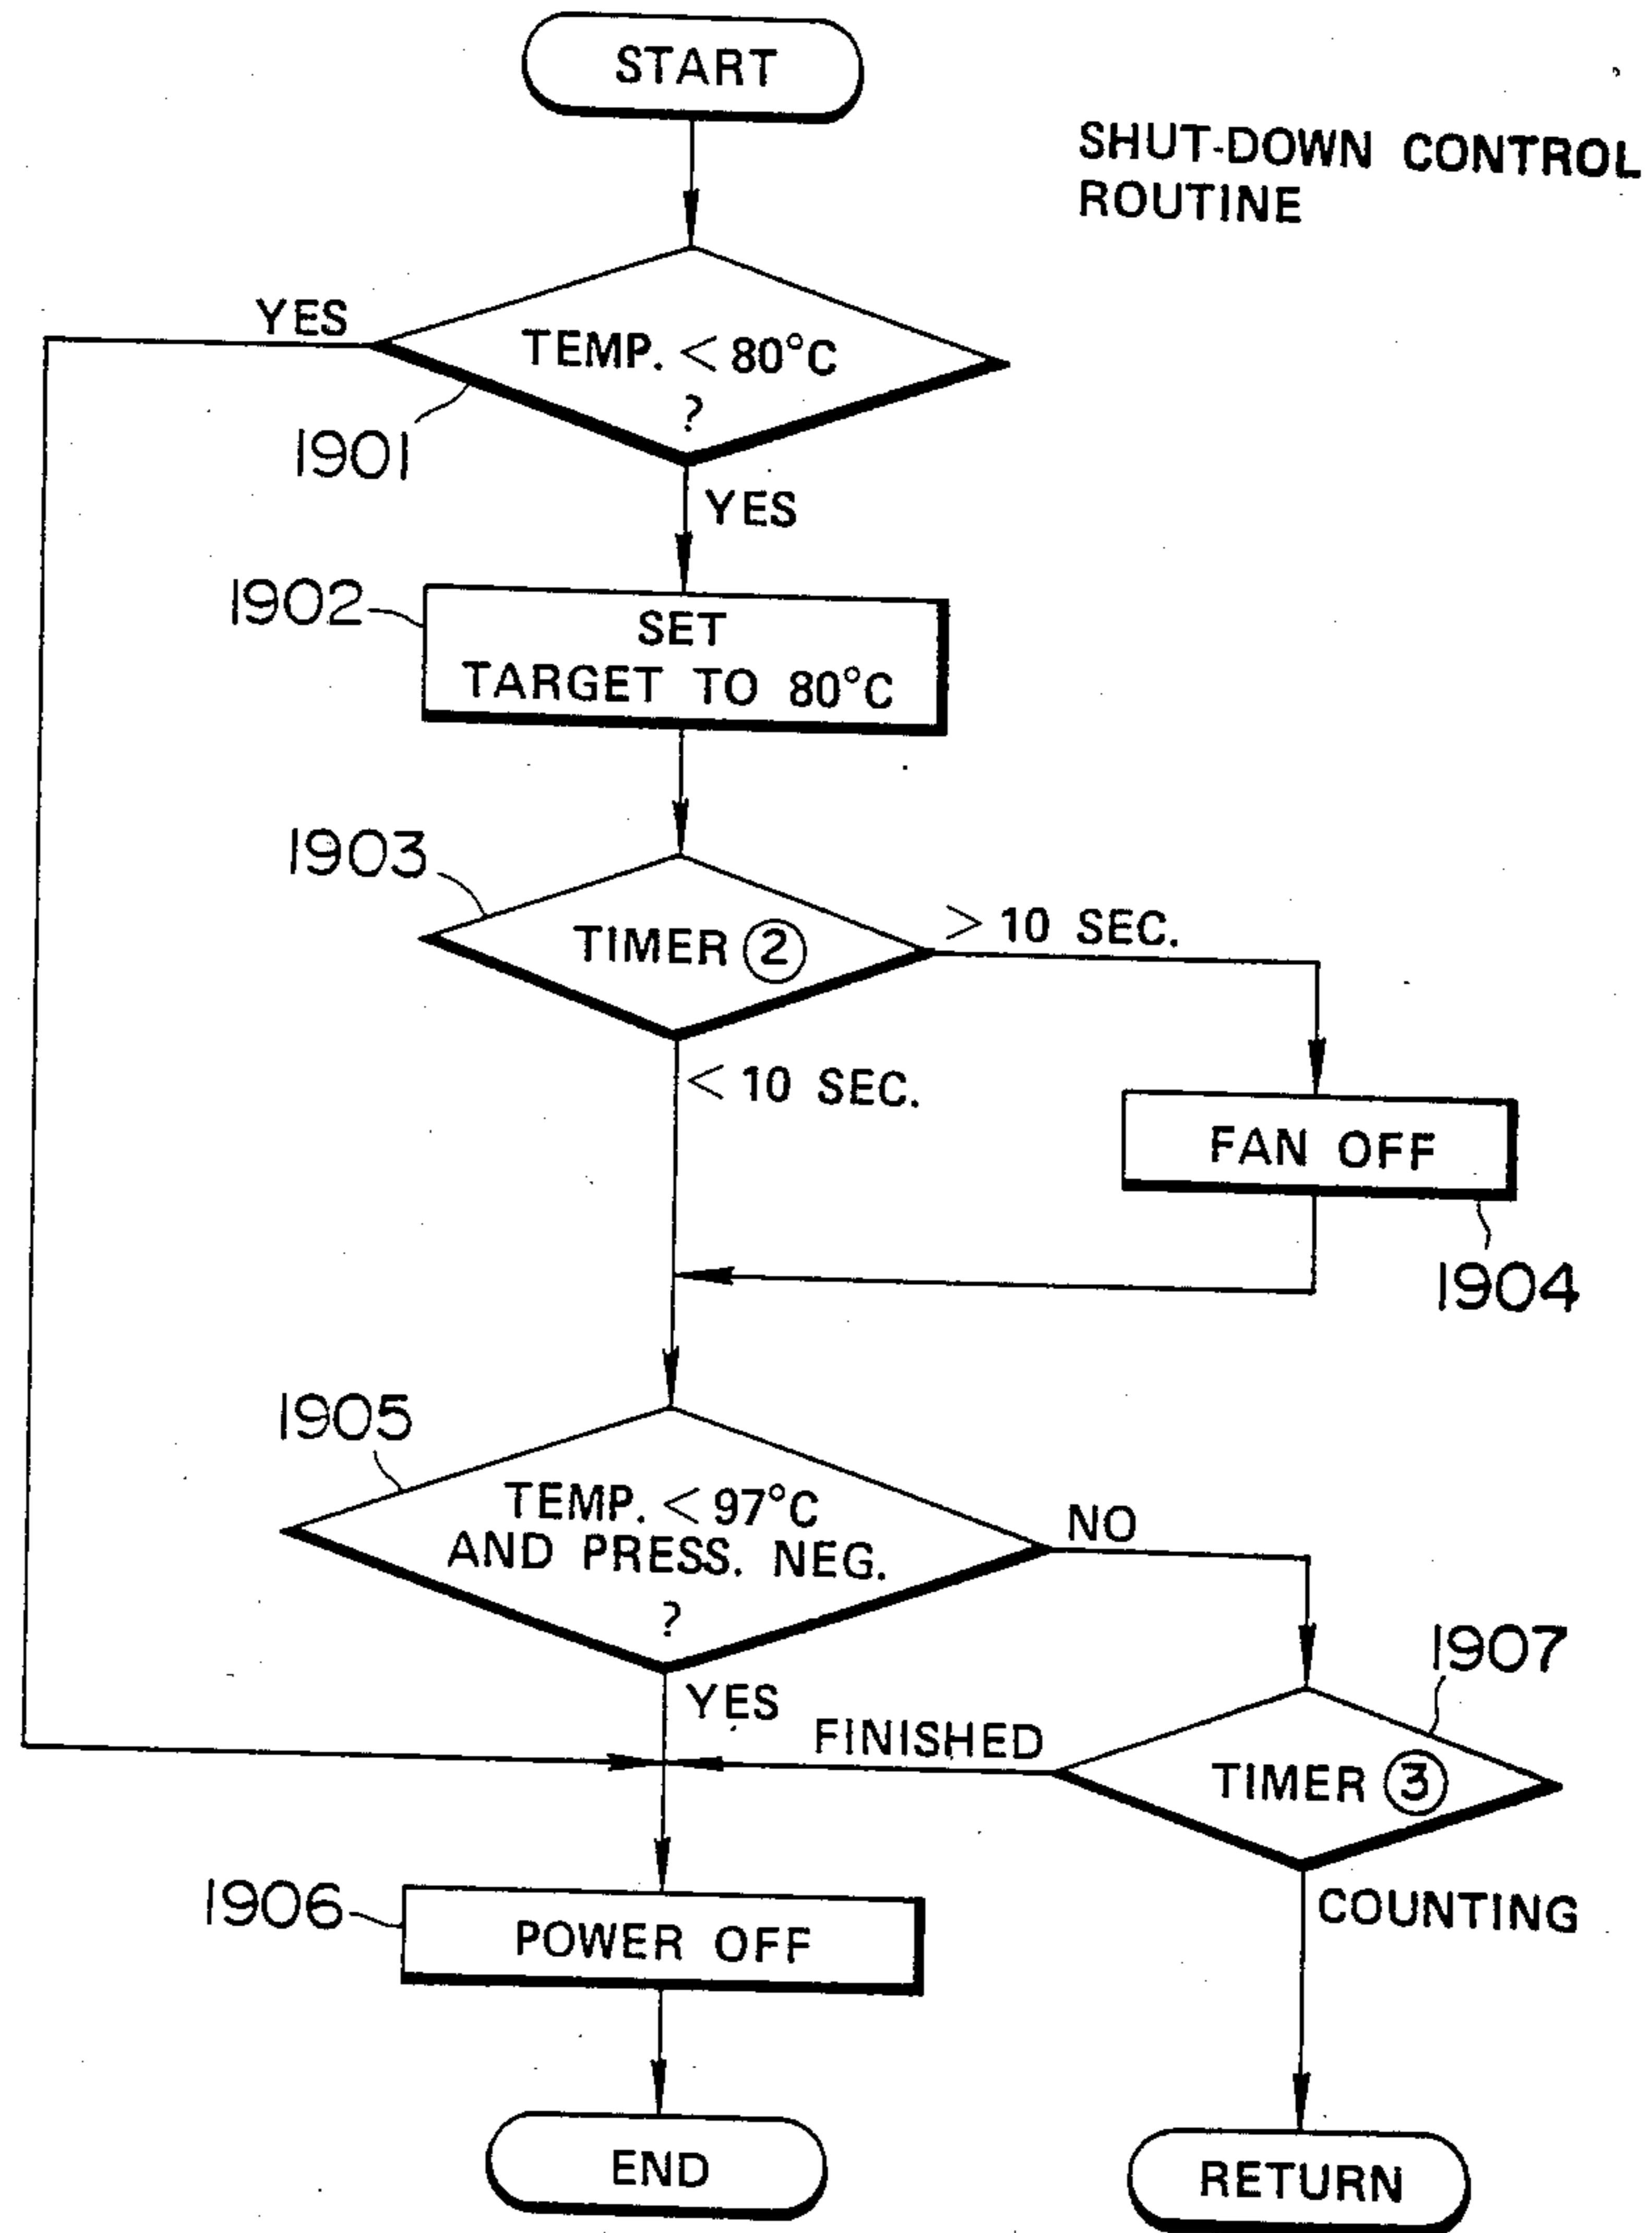 START
SHUT-DOWN CONTROL
ROUTINE
YES
TEMP. < 80°C
?
1901
YES
1902
SET
TARGET TO 80°C
1903
TIMER ②
> 10 SEC.
< 10 SEC.
FAN OFF
1904
1905
TEMP. < 97°C
AND PRESS. NEG.
?
NO
YES
1907
FINISHED
TIMER ③
1906
POWER OFF
COUNTING
END
RETURN